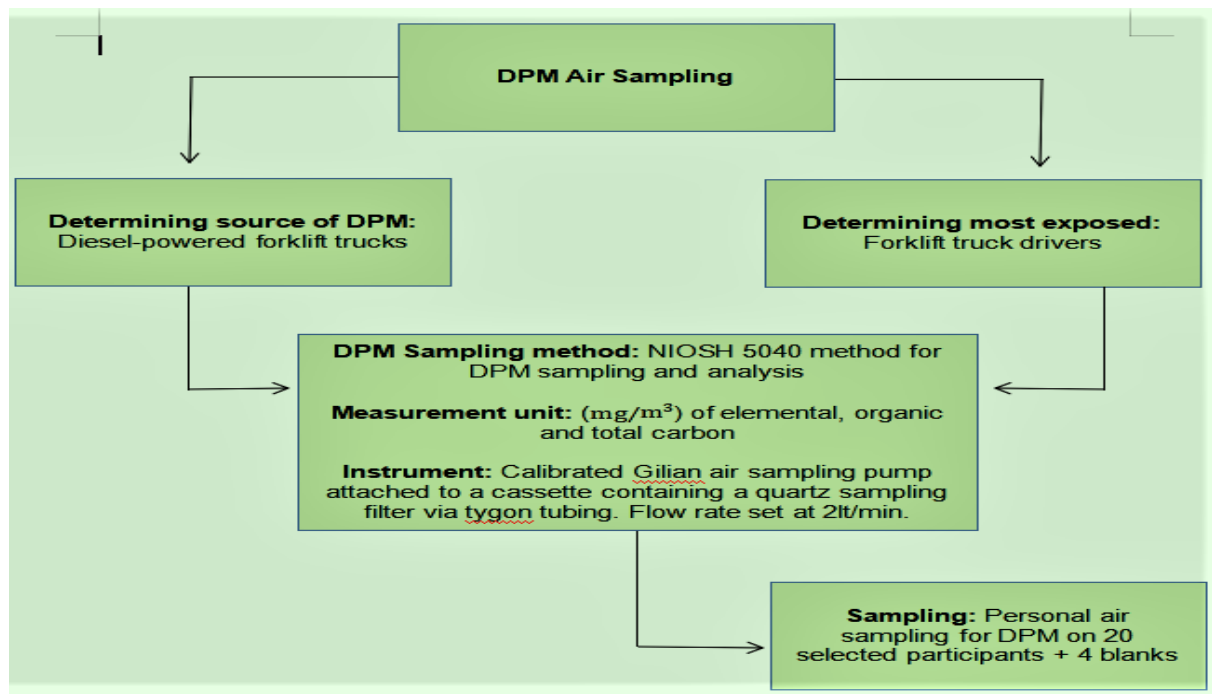 DPM Air Sampling
Determining source of DPM:
Diesel-powered forklift trucks
Determining most exposed:
Forklift truck drivers
DPM Sampling method: NIOSH 5040 method for
DPM sampling and analysis
Measurement unit: (mg/m³) of elemental, organic
and total carbon
Instrument: Calibrated Gilian air sampling pump
attached to a cassette containing a quartz sampling
filter via tygon tubing. Flow rate set at 2lt/min.
Sampling: Personal air
sampling for DPM on 20
selected participants + 4 blanks